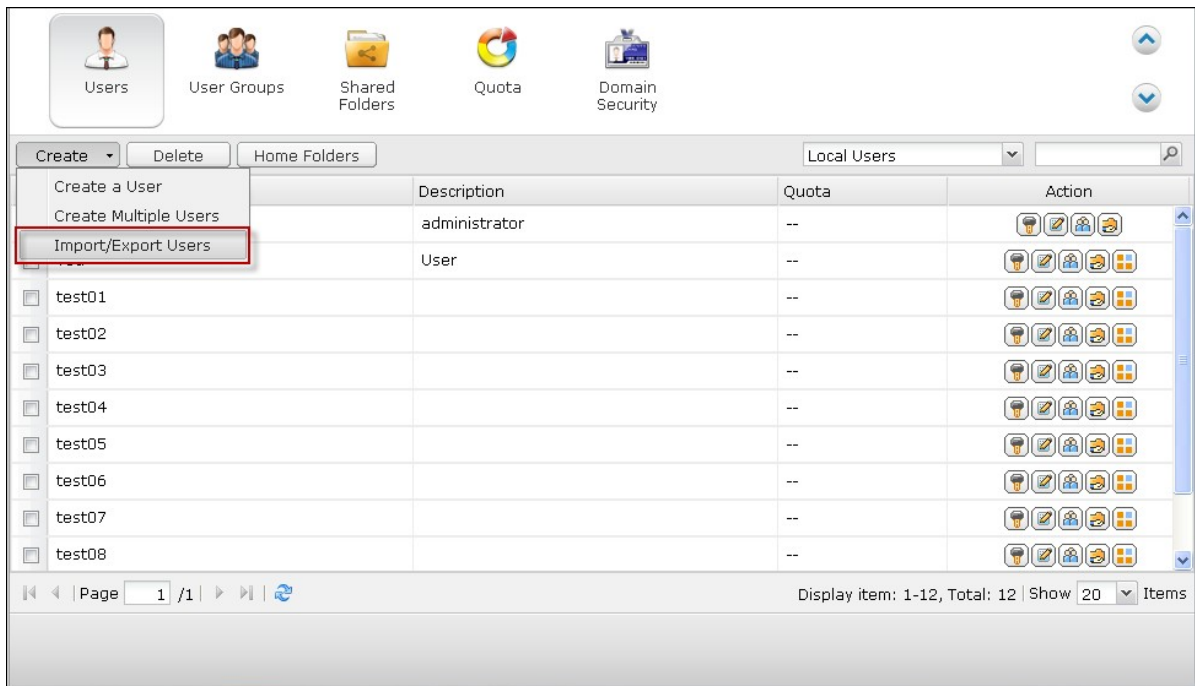 Users
User Groups
Shared Folders
Quota
Domain Security
Create Delete Home Folders Local Users
Create a User
Create Multiple Users
Import/Export Users
Description Quota Action
administrator --
User --
test01 --
test02 --
test03 --
test04 --
test05 --
test06 --
test07 --
test08 --
Page 1 /1 Display item: 1-12, Total: 12 Show 20 Items